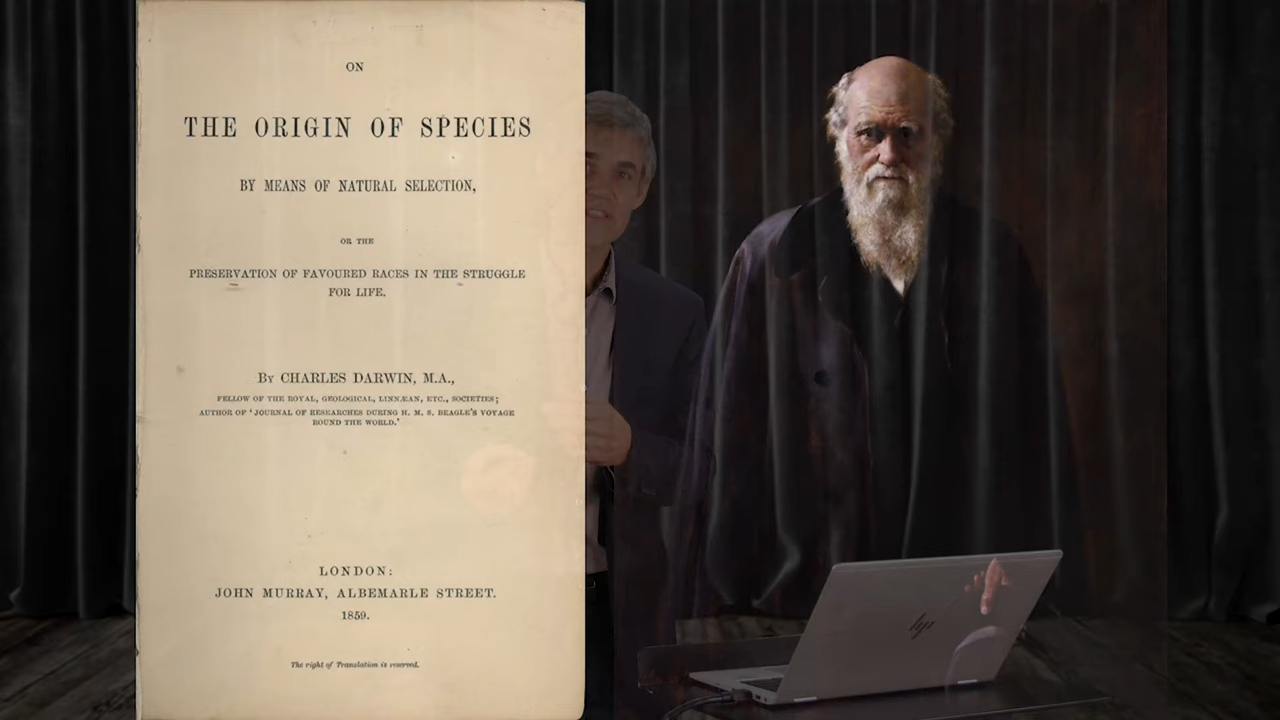 ON
THE ORIGIN OF SPECIES
BY MEANS OF NATURAL SELECTION,
OR THE
PRESERVATION OF FAVOURED RACES IN THE STRUGGLE
FOR LIFE.
BY CHARLES DARWIN, M.A.,
FELLOW OF THE ROYAL, GEOLOGICAL, LINNÆAN, ETC., SOCIETIES;
AUTHOR OF 'JOURNAL OF RESEARCHES DURING H. M. S. BEAGLE'S VOYAGE
ROUND THE WORLD.'
LONDON:
JOHN MURRAY, ALBEMARLE STREET.
1859.
The right of Translation is reserved.
hp